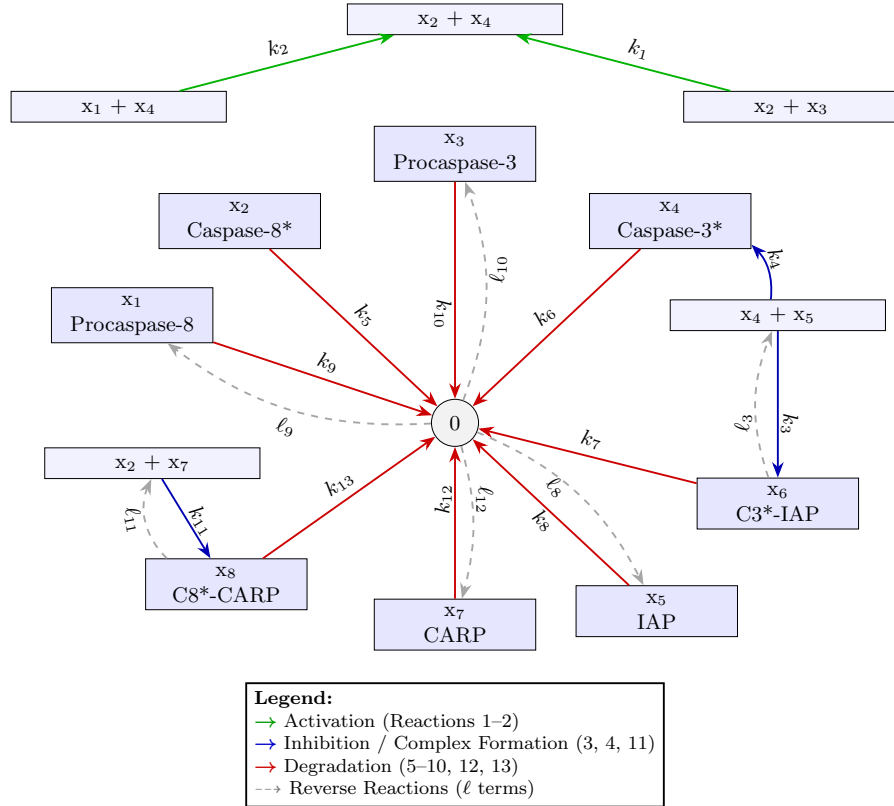 x₂ + x₄
k₂
k₁
x₁ + x₄
x₂ + x₃
x₃
Procaspase-3
x₂
Caspase-8*
x₄
Caspase-3*
k₄
ℓ₁₀
x₁
Procaspase-8
k₅
k₁₀
k₆
x₄ + x₅
k₉
ℓ₉
0
ℓ₃
k₃
k₇
x₂ + x₇
k₁₃
k₁₂
ℓ₁₂
ℓ₈
k₈
ℓ₁₁
k₁₁
x₆
C3*-IAP
x₈
C8*-CARP
x₇
CARP
x₅
IAP
Legend:
→ Activation (Reactions 1–2)
→ Inhibition / Complex Formation (3, 4, 11)
→ Degradation (5–10, 12, 13)
⇢ Reverse Reactions (ℓ terms)